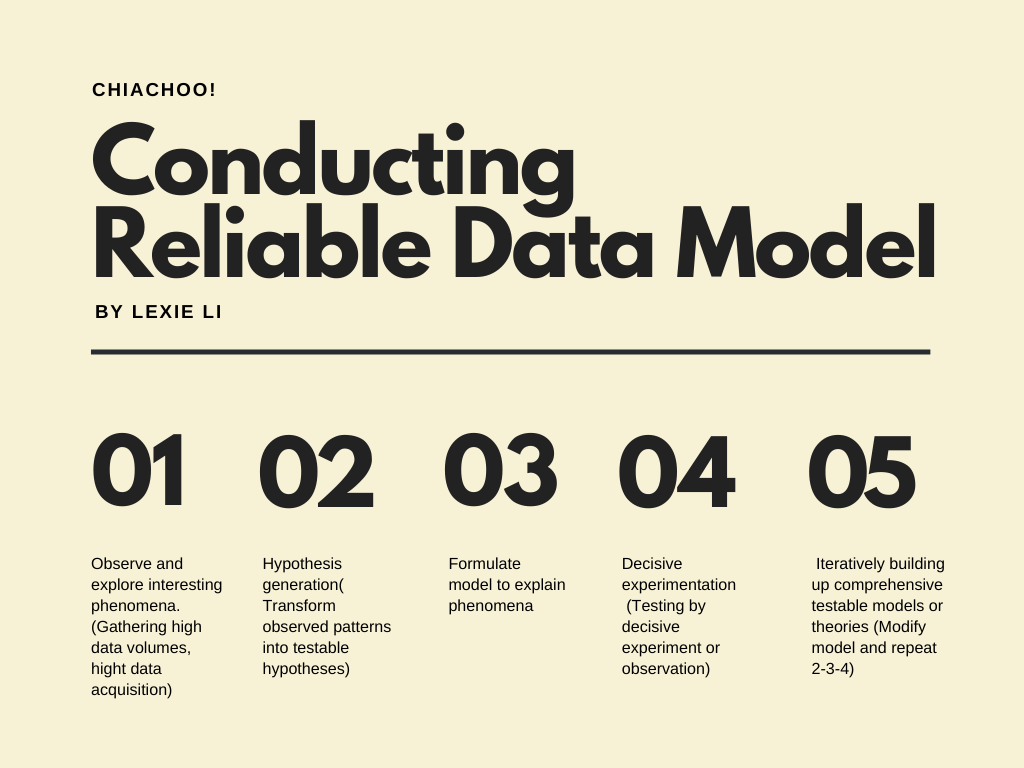 CHIACHOO!
Conducting
Reliable Data Model
BY LEXIE LI
01
Observe and
explore interesting
phenomena.
(Gathering high
data volumes,
hight data
acquisition)
02
Hypothesis
generation(
Transform
observed patterns
into testable
hypotheses)
03
Formulate
model to explain
phenomena
04
Decisive
experimentation
(Testing by
decisive
experiment or
observation)
05
Iteratively building
up comprehensive
testable models or
theories (Modify
model and repeat
2-3-4)